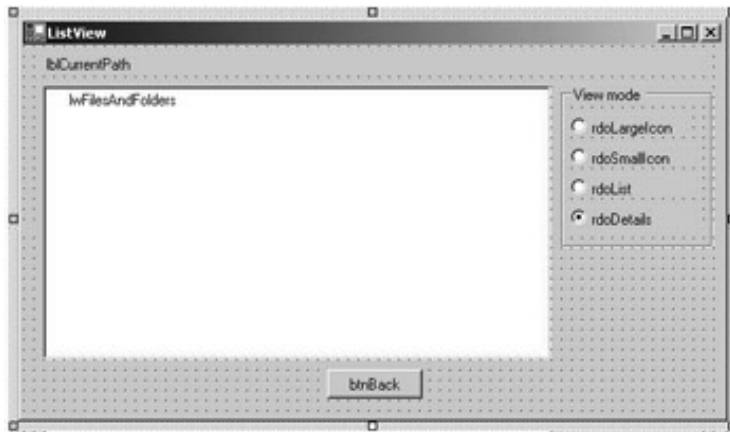 ListView
lblCurrentPath
lwFilesAndFolders
View mode
rdoLargeIcon
rdoSmallIcon
rdoList
rdoDetails
btnBack